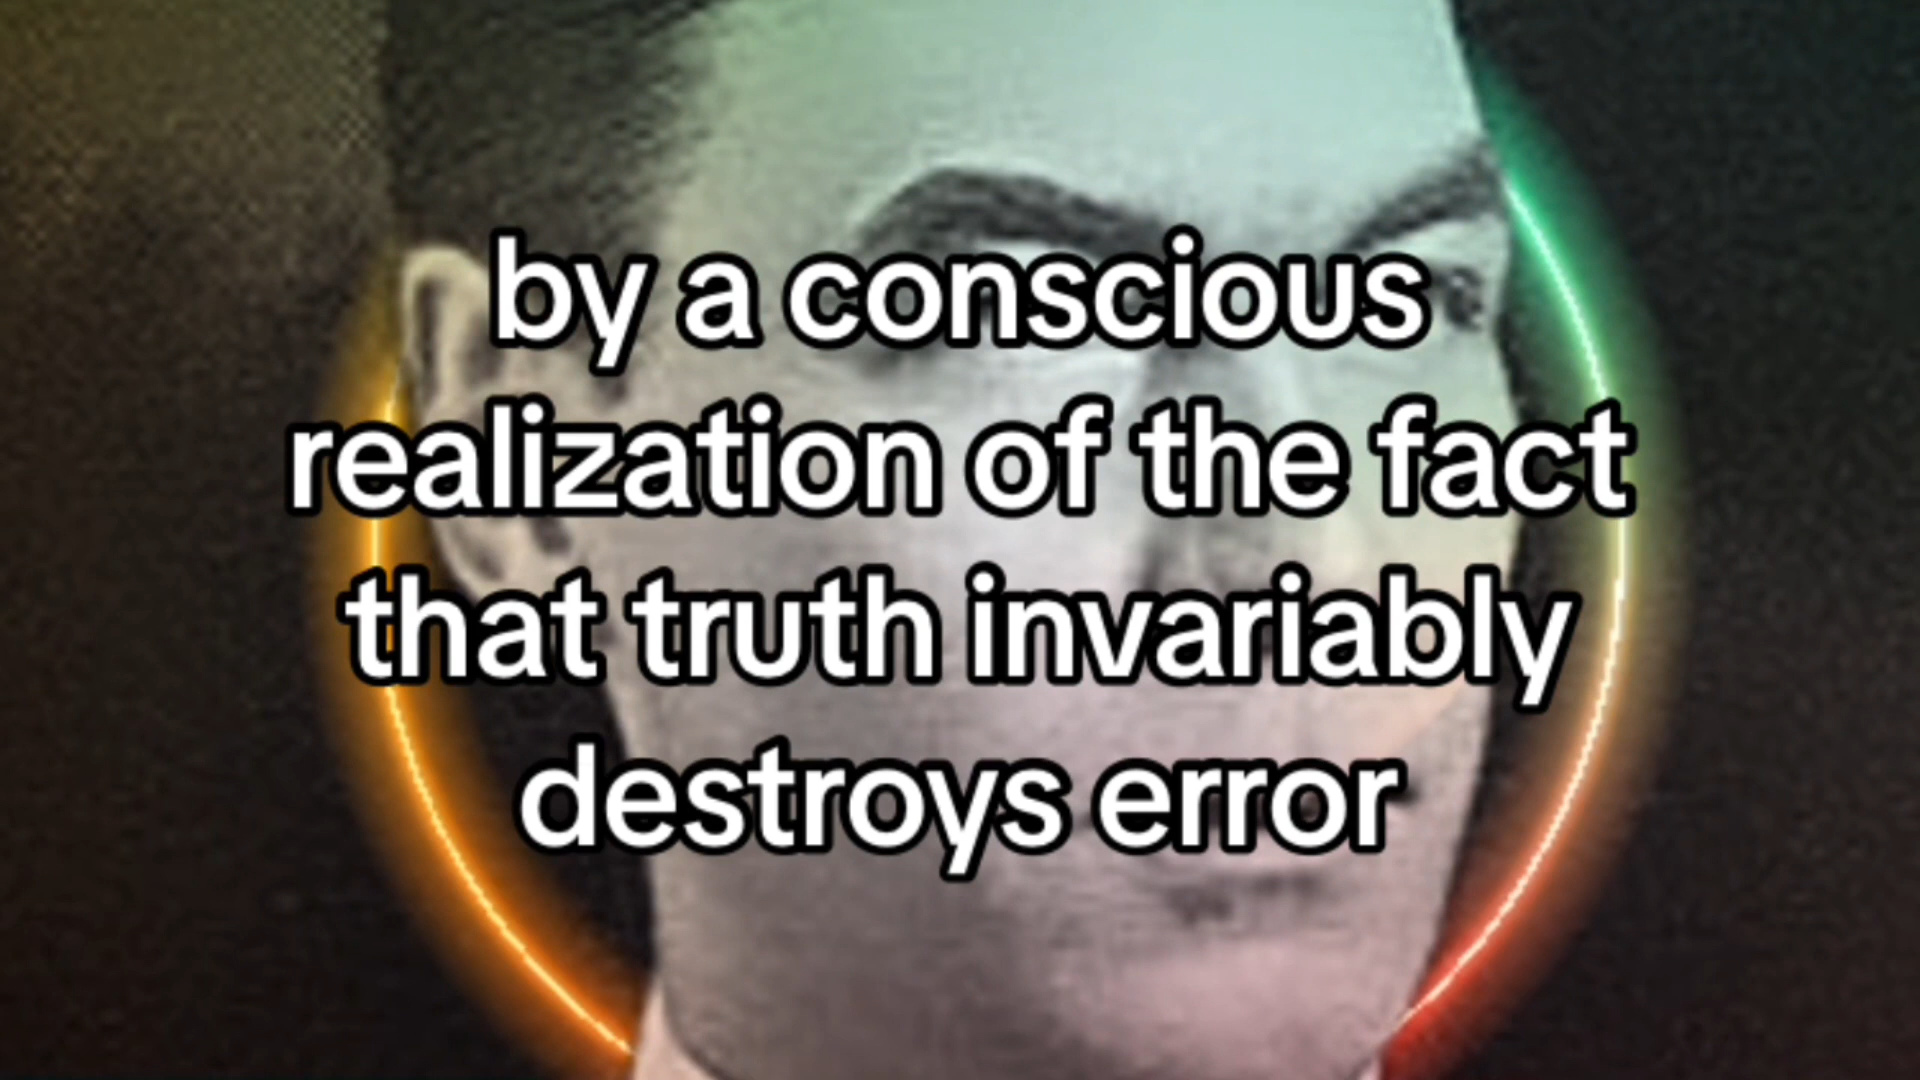 by a conscious
realization of the fact
that truth invariably
destroys error